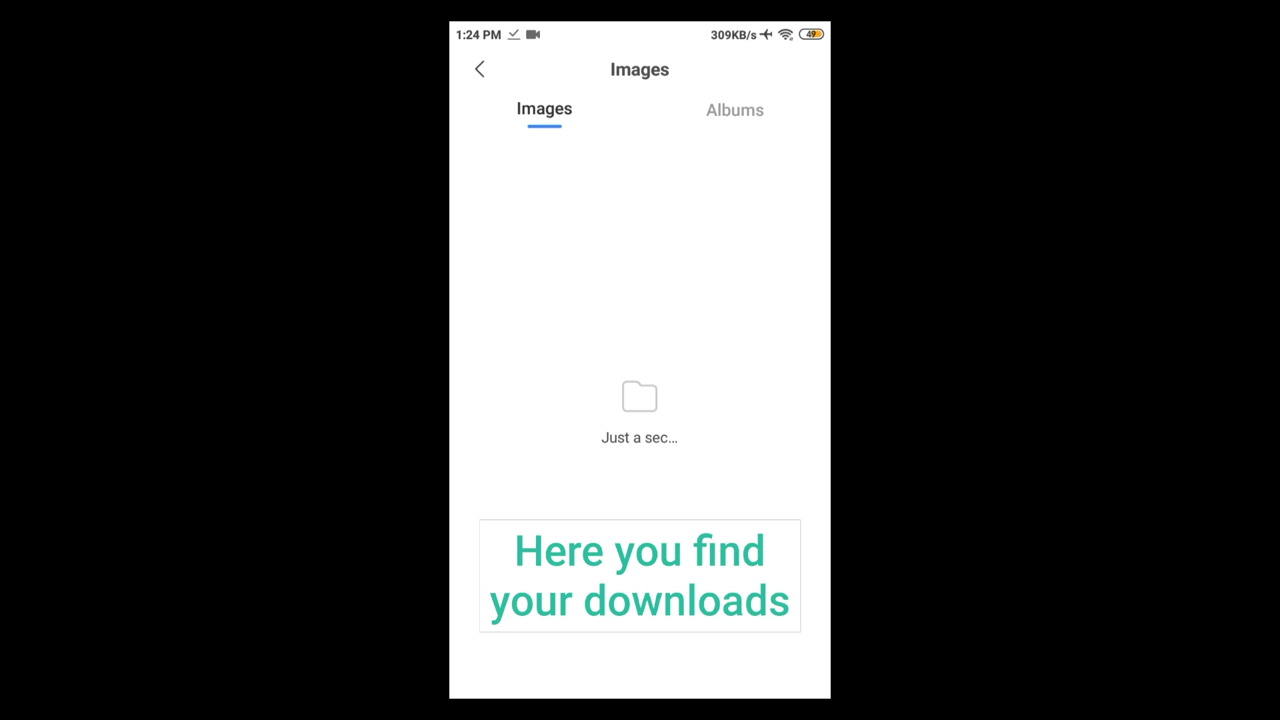 1:24 PM 309KB/s 49
Images
Images Albums
Just a sec...
Here you find
your downloads